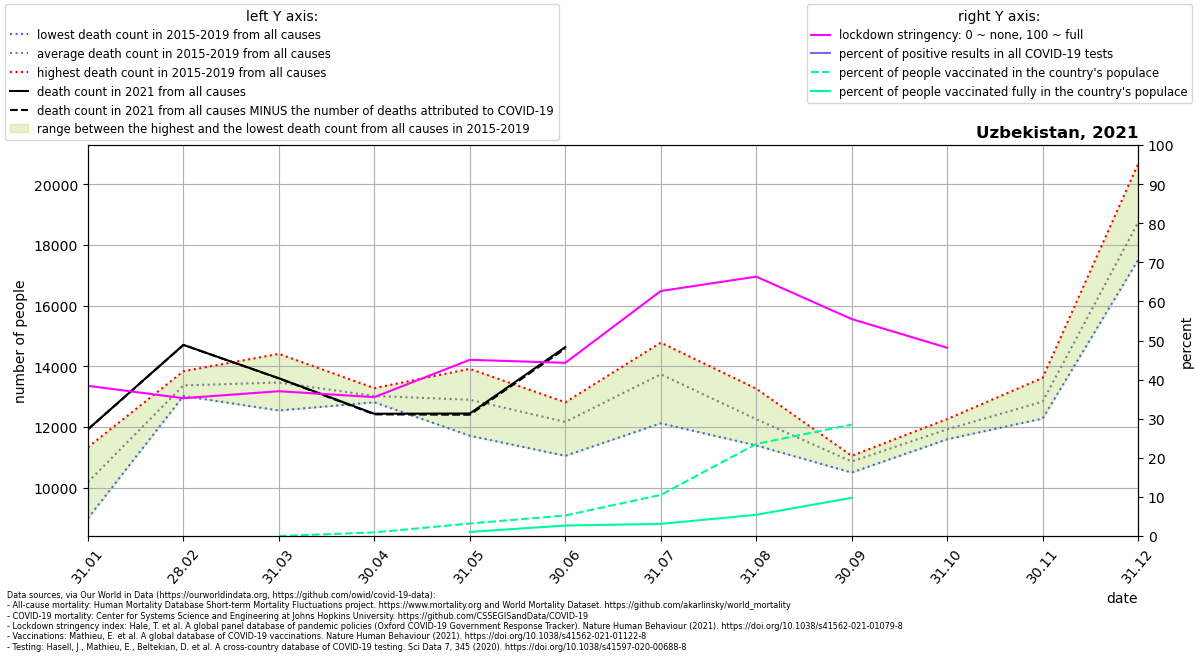 left Y axis:
lowest death count in 2015-2019 from all causes
average death count in 2015-2019 from all causes
highest death count in 2015-2019 from all causes
death count in 2021 from all causes
death count in 2021 from all causes MINUS the number of deaths attributed to COVID-19
range between the highest and the lowest death count from all causes in 2015-2019
right Y axis:
lockdown stringency: 0 ~ none, 100 ~ full
percent of positive results in all COVID-19 tests
percent of people vaccinated in the country's populace
percent of people vaccinated fully in the country's populace
Uzbekistan, 2021
number of people
20000
18000
16000
14000
12000
10000
100
90
80
70
60
50
40
30
20
10
0
percent
31.01
28.02
31.03
30.04
31.05
30.06
31.07
31.08
30.09
31.10
30.11
31.12
date
Data sources, via Our World in Data (https://ourworldindata.org, https://github.com/owid/covid-19-data):
- All-cause mortality: Human Mortality Database Short-term Mortality Fluctuations project. https://www.mortality.org and World Mortality Dataset. https://github.com/akarlinsky/world_mortality
- COVID-19 mortality: Center for Systems Science and Engineering at Johns Hopkins University. https://github.com/CSSEGISandData/COVID-19
- Lockdown stringency index: Hale, T. et al. A global panel database of pandemic policies (Oxford COVID-19 Government Response Tracker). Nature Human Behaviour (2021). https://doi.org/10.1038/s41562-021-01079-8
- Vaccinations: Mathieu, E. et al. A global database of COVID-19 vaccinations. Nature Human Behaviour (2021). https://doi.org/10.1038/s41562-021-01122-8
- Testing: Hasell, J., Mathieu, E., Beltekian, D. et al. A cross-country database of COVID-19 testing. Sci Data 7, 345 (2020). https://doi.org/10.1038/s41597-020-00688-8